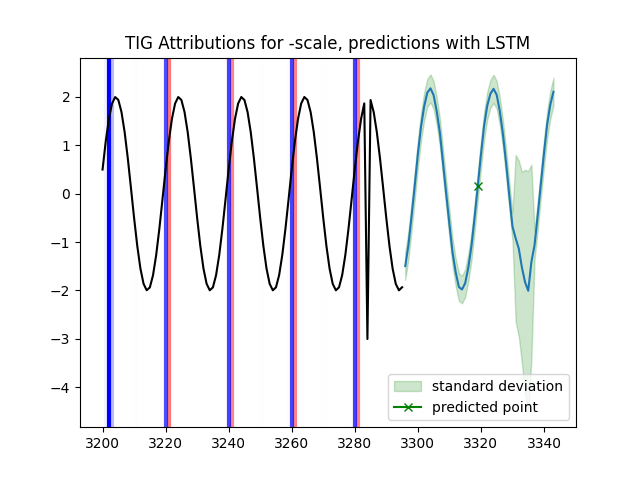 TIG Attributions for -scale, predictions with LSTM
2
1
0
−1
−2
−3
−4
standard deviation
predicted point
3200 3220 3240 3260 3280 3300 3320 3340